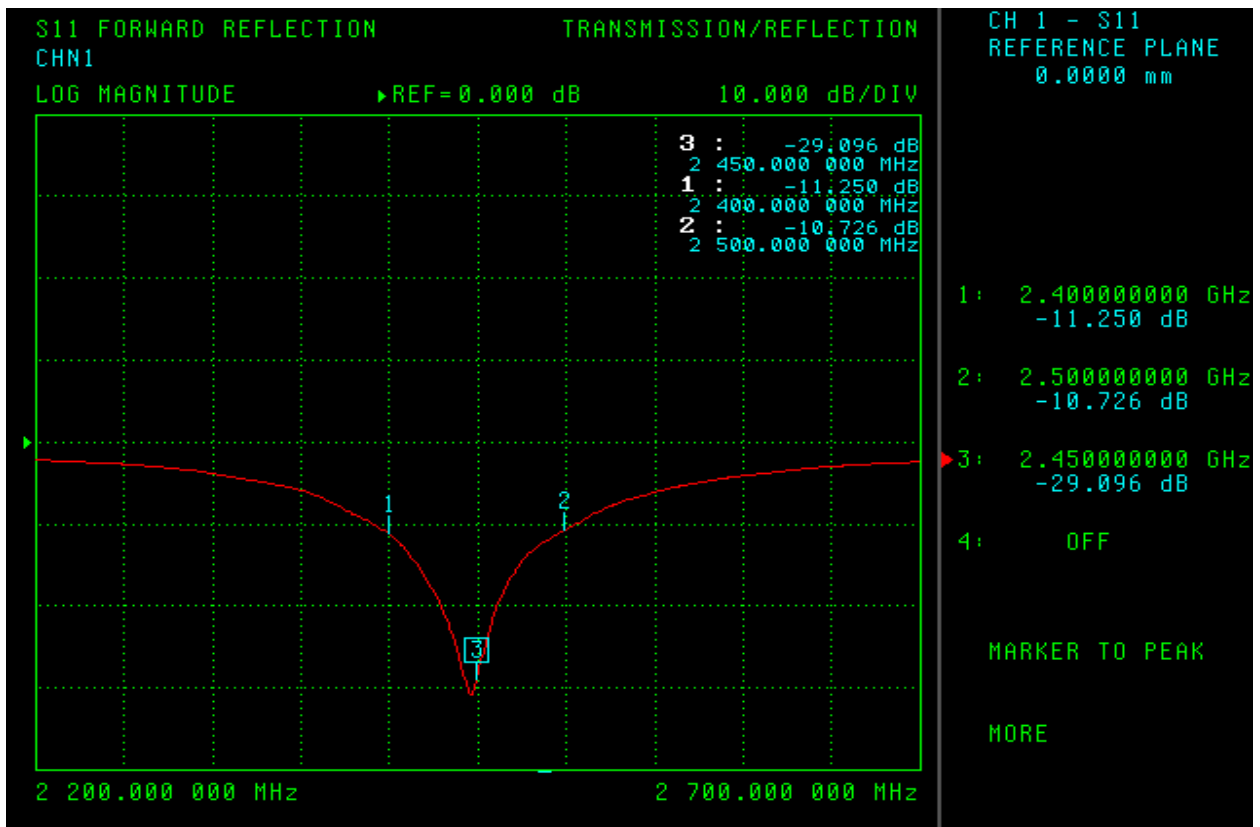 S11 FORWARD REFLECTION TRANSMISSION/REFLECTION
CHN1
LOG MAGNITUDE ▶REF=0.000 dB 10.000 dB/DIV
3 : -29.096 dB
2 450.000 000 MHz
1 : -11.250 dB
2 400.000 000 MHz
2 : -10.726 dB
2 500.000 000 MHz
1
2
3
2 200.000 000 MHz 2 700.000 000 MHz
CH 1 - S11
REFERENCE PLANE
0.0000 mm
1: 2.400000000 GHz
-11.250 dB
2: 2.500000000 GHz
-10.726 dB
3: 2.450000000 GHz
-29.096 dB
4: OFF
MARKER TO PEAK
MORE